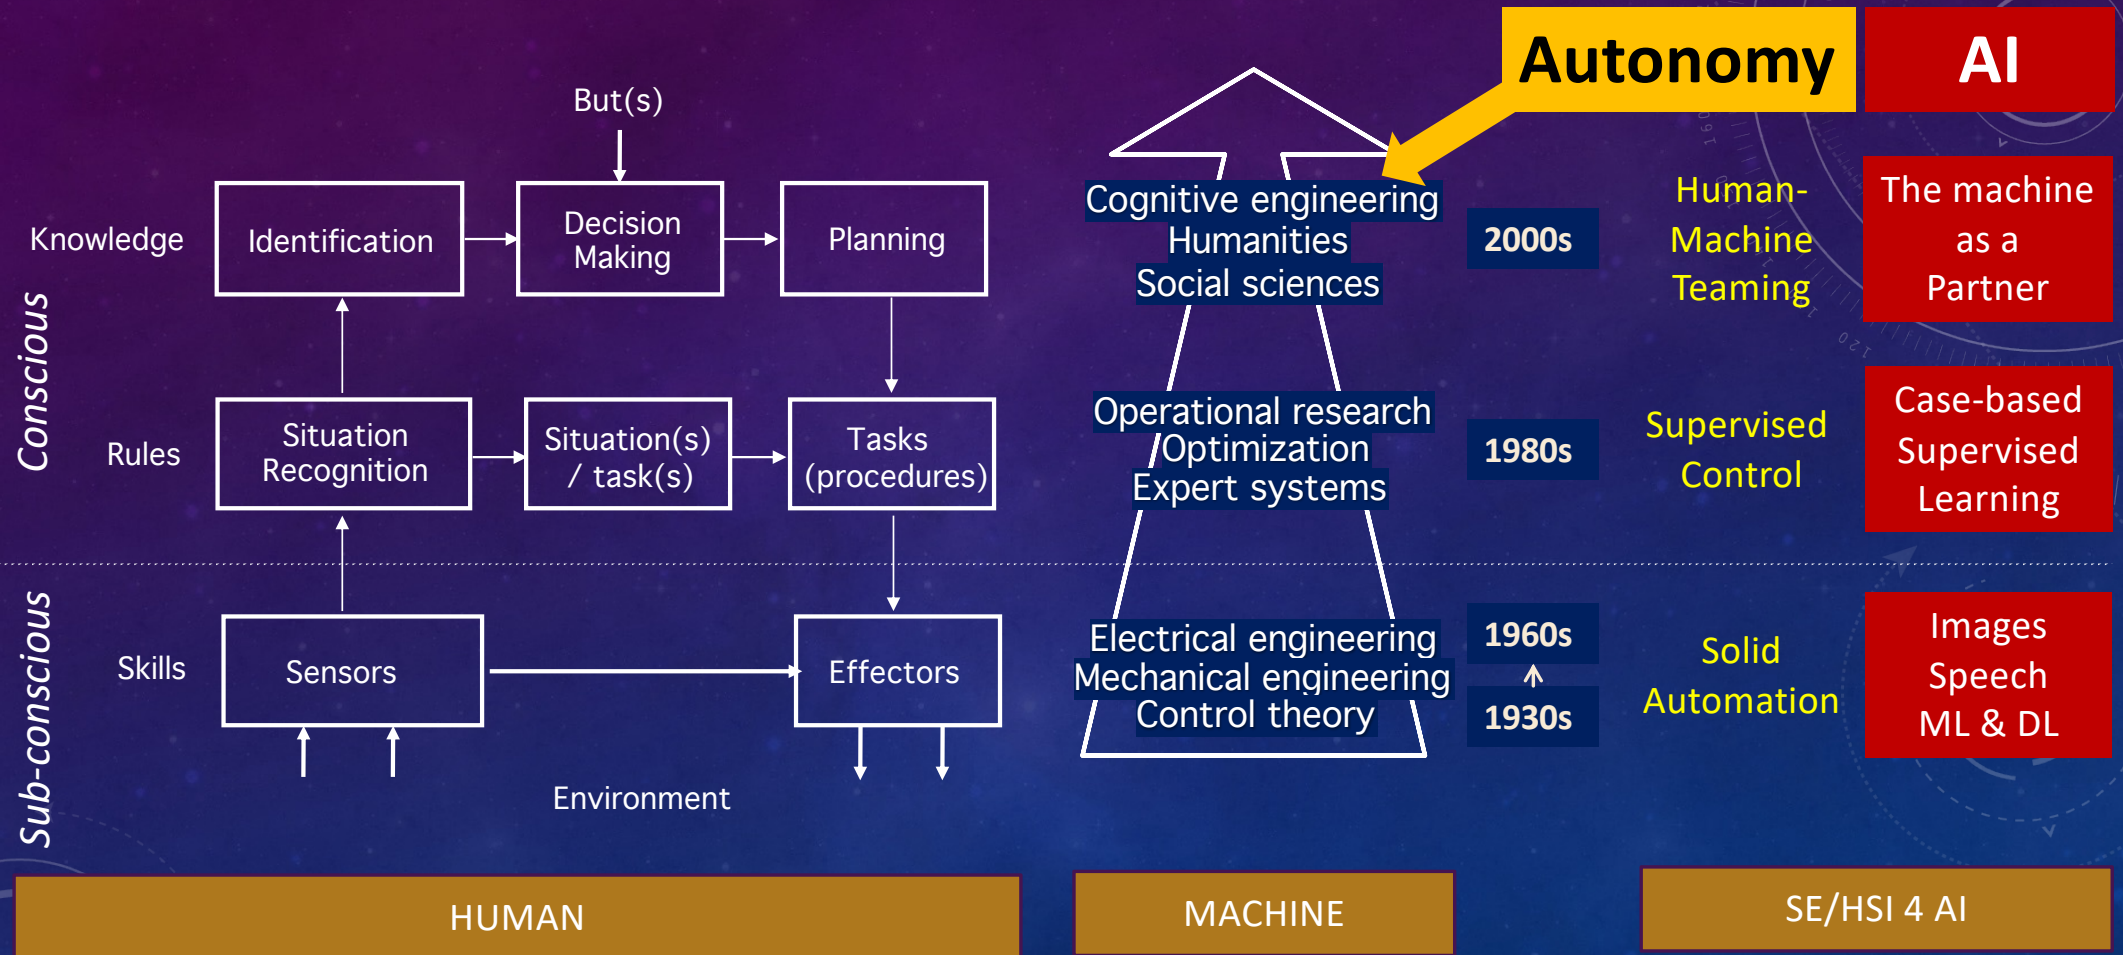 Autonomy
AI
But(s)
Knowledge
Identification
Decision
Making
Planning
Cognitive engineering
Humanities
Social sciences
2000s
Human-
Machine
Teaming
The machine
as a
Partner
Conscious
Rules
Situation
Recognition
Situation(s)
/ task(s)
Tasks
(procedures)
Operational research
Optimization
Expert systems
1980s
Supervised
Control
Case-based
Supervised
Learning
Sub-conscious
Skills
Sensors
Effectors
Environment
Electrical engineering
Mechanical engineering
Control theory
1960s
1930s
Solid
Automation
Images
Speech
ML & DL
HUMAN
MACHINE
SE/HSI 4 AI
120